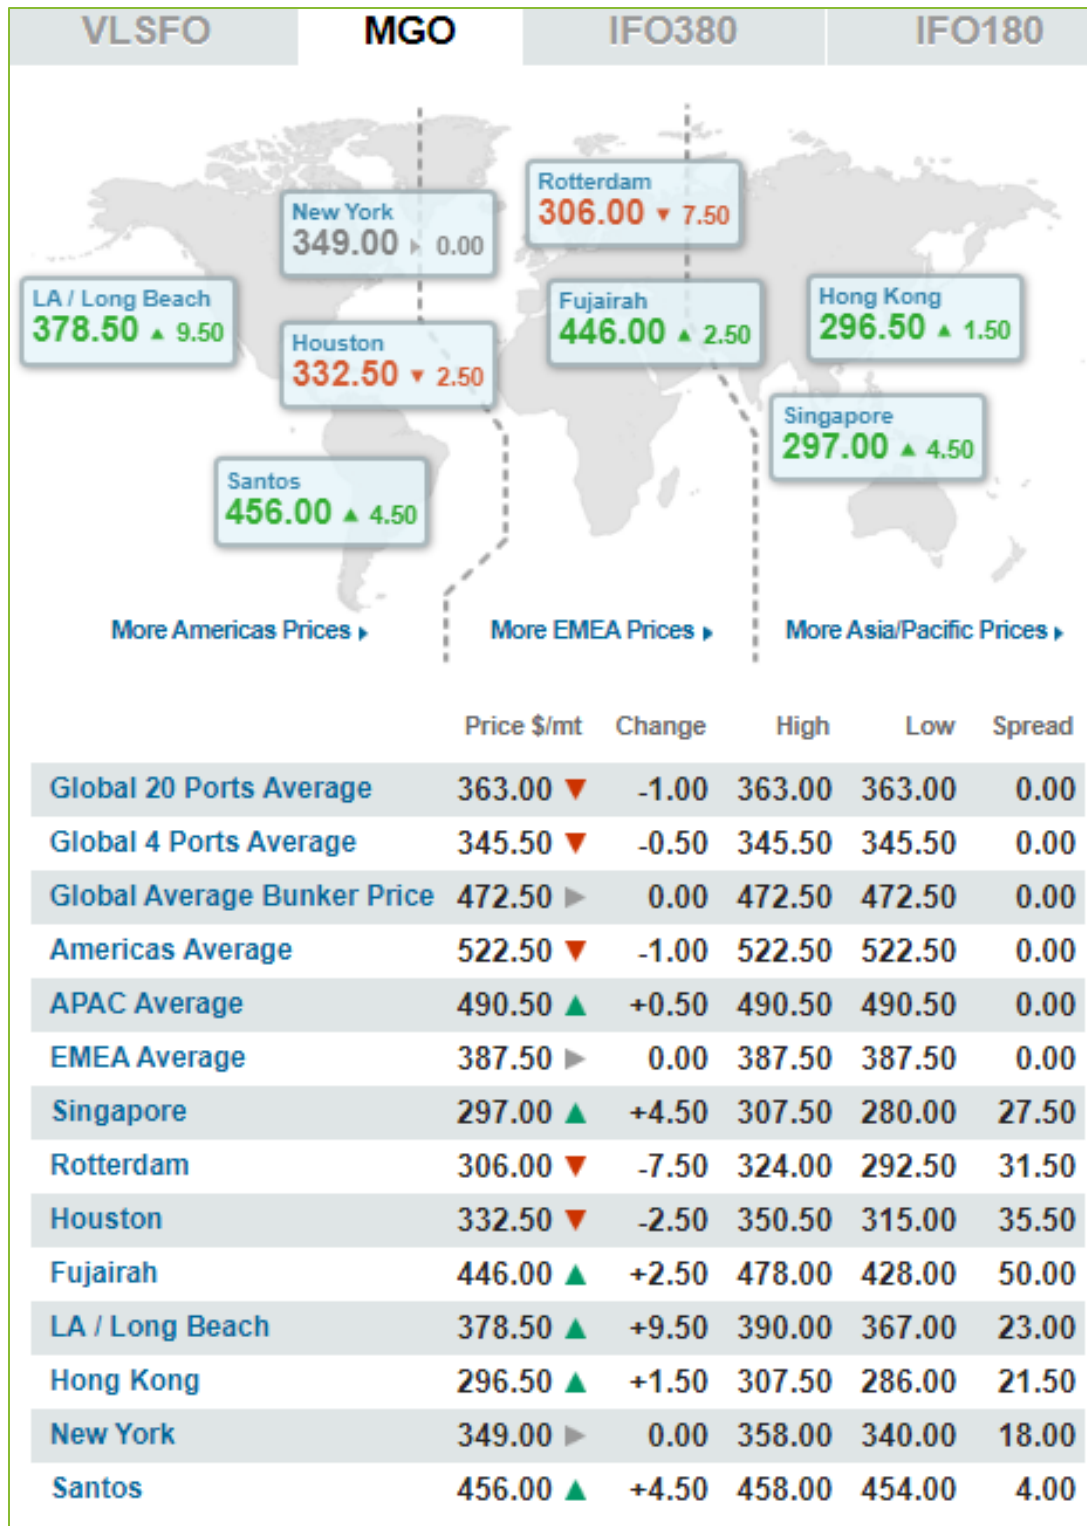 VLSFO MGO IFO380 IFO180
Rotterdam
306.00 ▼ 7.50
New York
349.00 ▶ 0.00
LA / Long Beach
378.50 ▲ 9.50
Fujairah
446.00 ▲ 2.50
Hong Kong
296.50 ▲ 1.50
Houston
332.50 ▼ 2.50
Singapore
297.00 ▲ 4.50
Santos
456.00 ▲ 4.50
More Americas Prices ▶ More EMEA Prices ▶ More Asia/Pacific Prices ▶
Price $/mt Change High Low Spread
Global 20 Ports Average 363.00 ▼ -1.00 363.00 363.00 0.00
Global 4 Ports Average 345.50 ▼ -0.50 345.50 345.50 0.00
Global Average Bunker Price 472.50 ▶ 0.00 472.50 472.50 0.00
Americas Average 522.50 ▼ -1.00 522.50 522.50 0.00
APAC Average 490.50 ▲ +0.50 490.50 490.50 0.00
EMEA Average 387.50 ▶ 0.00 387.50 387.50 0.00
Singapore 297.00 ▲ +4.50 307.50 280.00 27.50
Rotterdam 306.00 ▼ -7.50 324.00 292.50 31.50
Houston 332.50 ▼ -2.50 350.50 315.00 35.50
Fujairah 446.00 ▲ +2.50 478.00 428.00 50.00
LA / Long Beach 378.50 ▲ +9.50 390.00 367.00 23.00
Hong Kong 296.50 ▲ +1.50 307.50 286.00 21.50
New York 349.00 ▶ 0.00 358.00 340.00 18.00
Santos 456.00 ▲ +4.50 458.00 454.00 4.00